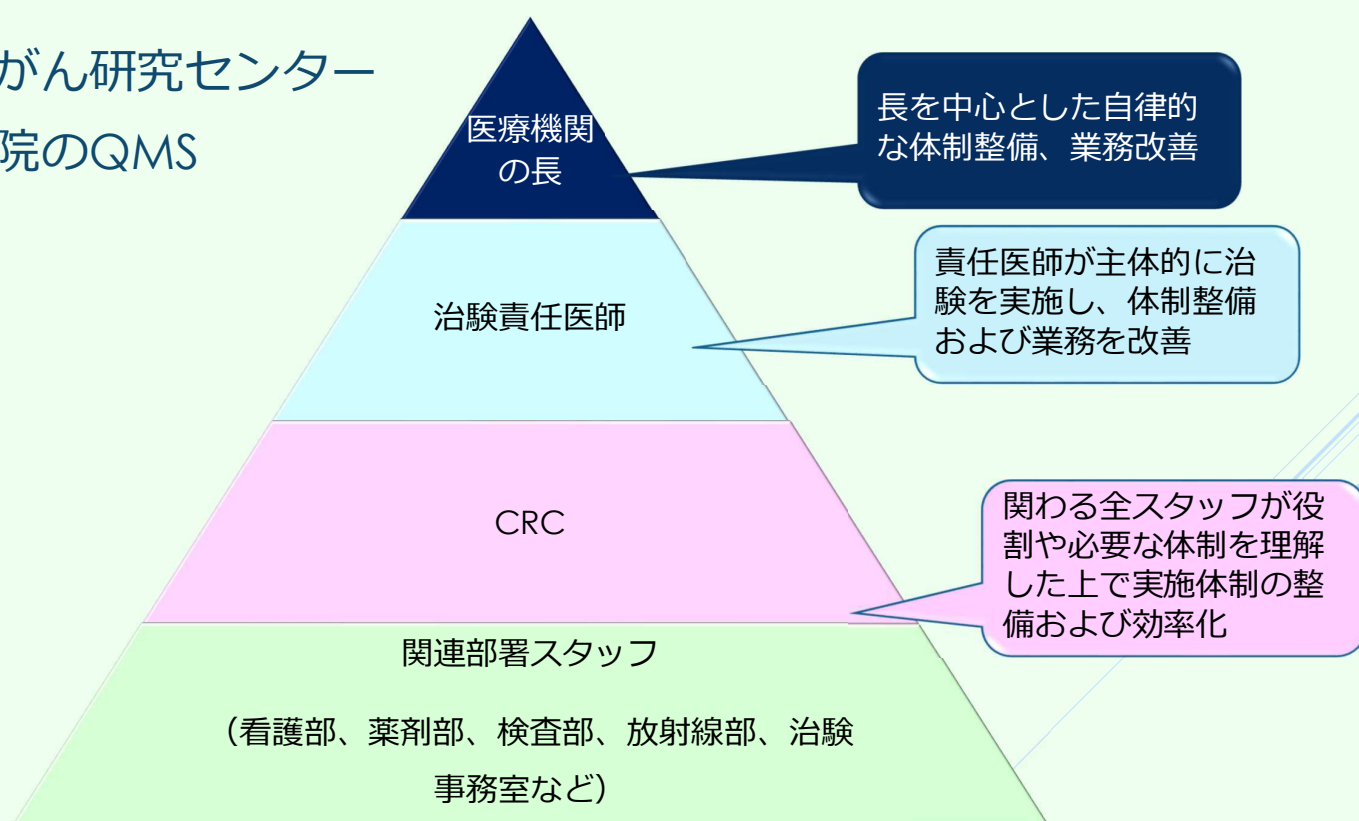 がん研究センター
院のQMS
医療機関
の長
長を中心とした自律的
な体制整備、業務改善
治験責任医師
責任医師が主体的に治
験を実施し、体制整備
および業務を改善
CRC
関わる全スタッフが役
割や必要な体制を理解
した上で実施体制の整
備および効率化
関連部署スタッフ
（看護部、薬剤部、検査部、放射線部、治験
事務室など）